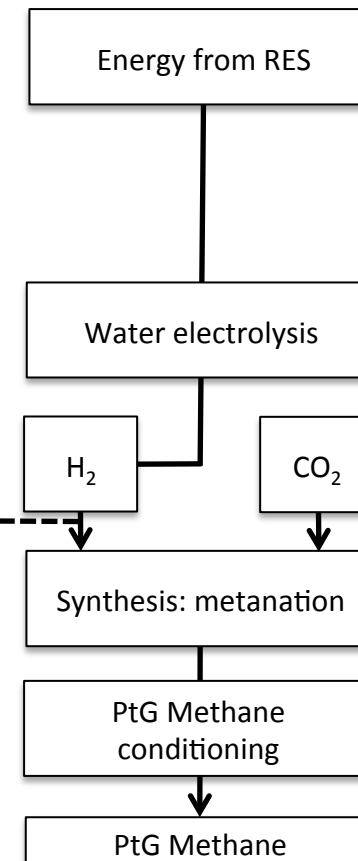 Energy from RES
Water electrolysis
H₂
CO₂
Synthesis: metanation
PtG Methane
conditioning
PtG Methane